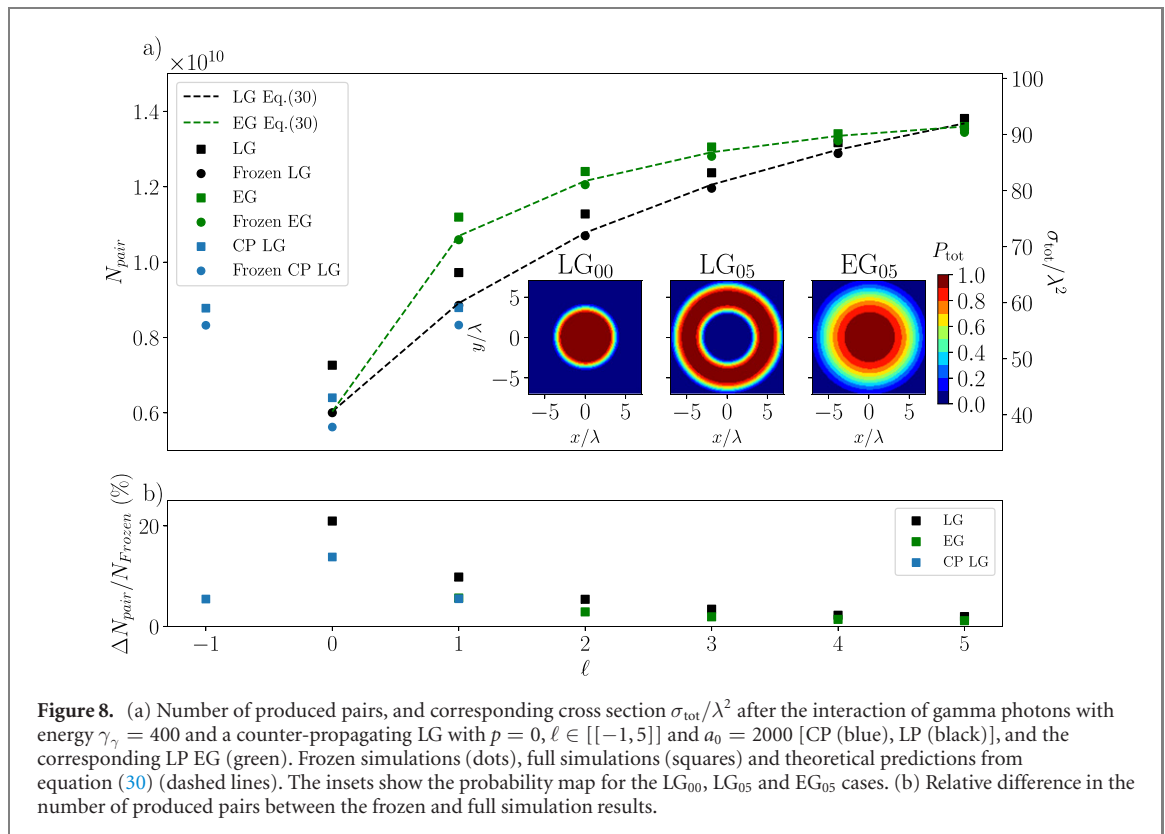 a)
×10¹⁰
LG Eq.(30)
EG Eq.(30)
LG
Frozen LG
EG
Frozen EG
CP LG
Frozen CP LG
1.4
1.2
1.0
0.8
0.6
N_pair
100
90
80
70
60
50
40
σ_tot/λ²
LG₀₀
LG₀₅
EG₀₅
P_tot
5
0
−5
y/λ
−5 0 5
−5 0 5
−5 0 5
x/λ
x/λ
x/λ
1.0
0.8
0.6
0.4
0.2
0.0
b)
ΔN_pair/N_Frozen (%)
20
0
LG
EG
CP LG
−1 0 1 2 3 4 5
ℓ
Figure 8. (a) Number of produced pairs, and corresponding cross section σ_tot/λ² after the interaction of gamma photons with
energy γ_γ = 400 and a counter-propagating LG with p = 0, ℓ ∈ [[−1, 5]] and a₀ = 2000 [CP (blue), LP (black)], and the
corresponding LP EG (green). Frozen simulations (dots), full simulations (squares) and theoretical predictions from
equation (30) (dashed lines). The insets show the probability map for the LG₀₀, LG₀₅ and EG₀₅ cases. (b) Relative difference in the
number of produced pairs between the frozen and full simulation results.